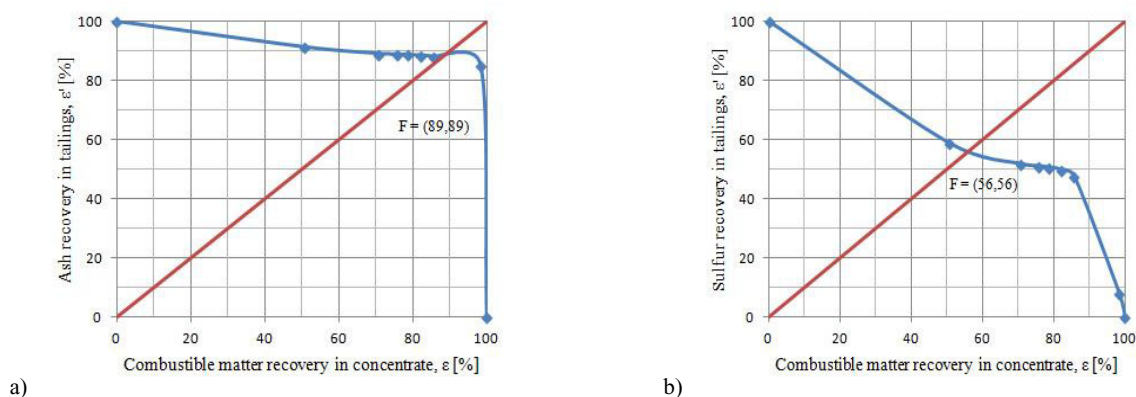 100
80
60
40
20
0
Ash recovery in tailings, ε' [%]
F = (89,89)
0 20 40 60 80 100
Combustible matter recovery in concentrate, ε [%]
a)
100
80
60
40
20
0
Sulfur recovery in tailings, ε' [%]
F = (56,56)
0 20 40 60 80 100
Combustible matter recovery in concentrate, ε [%]
b)